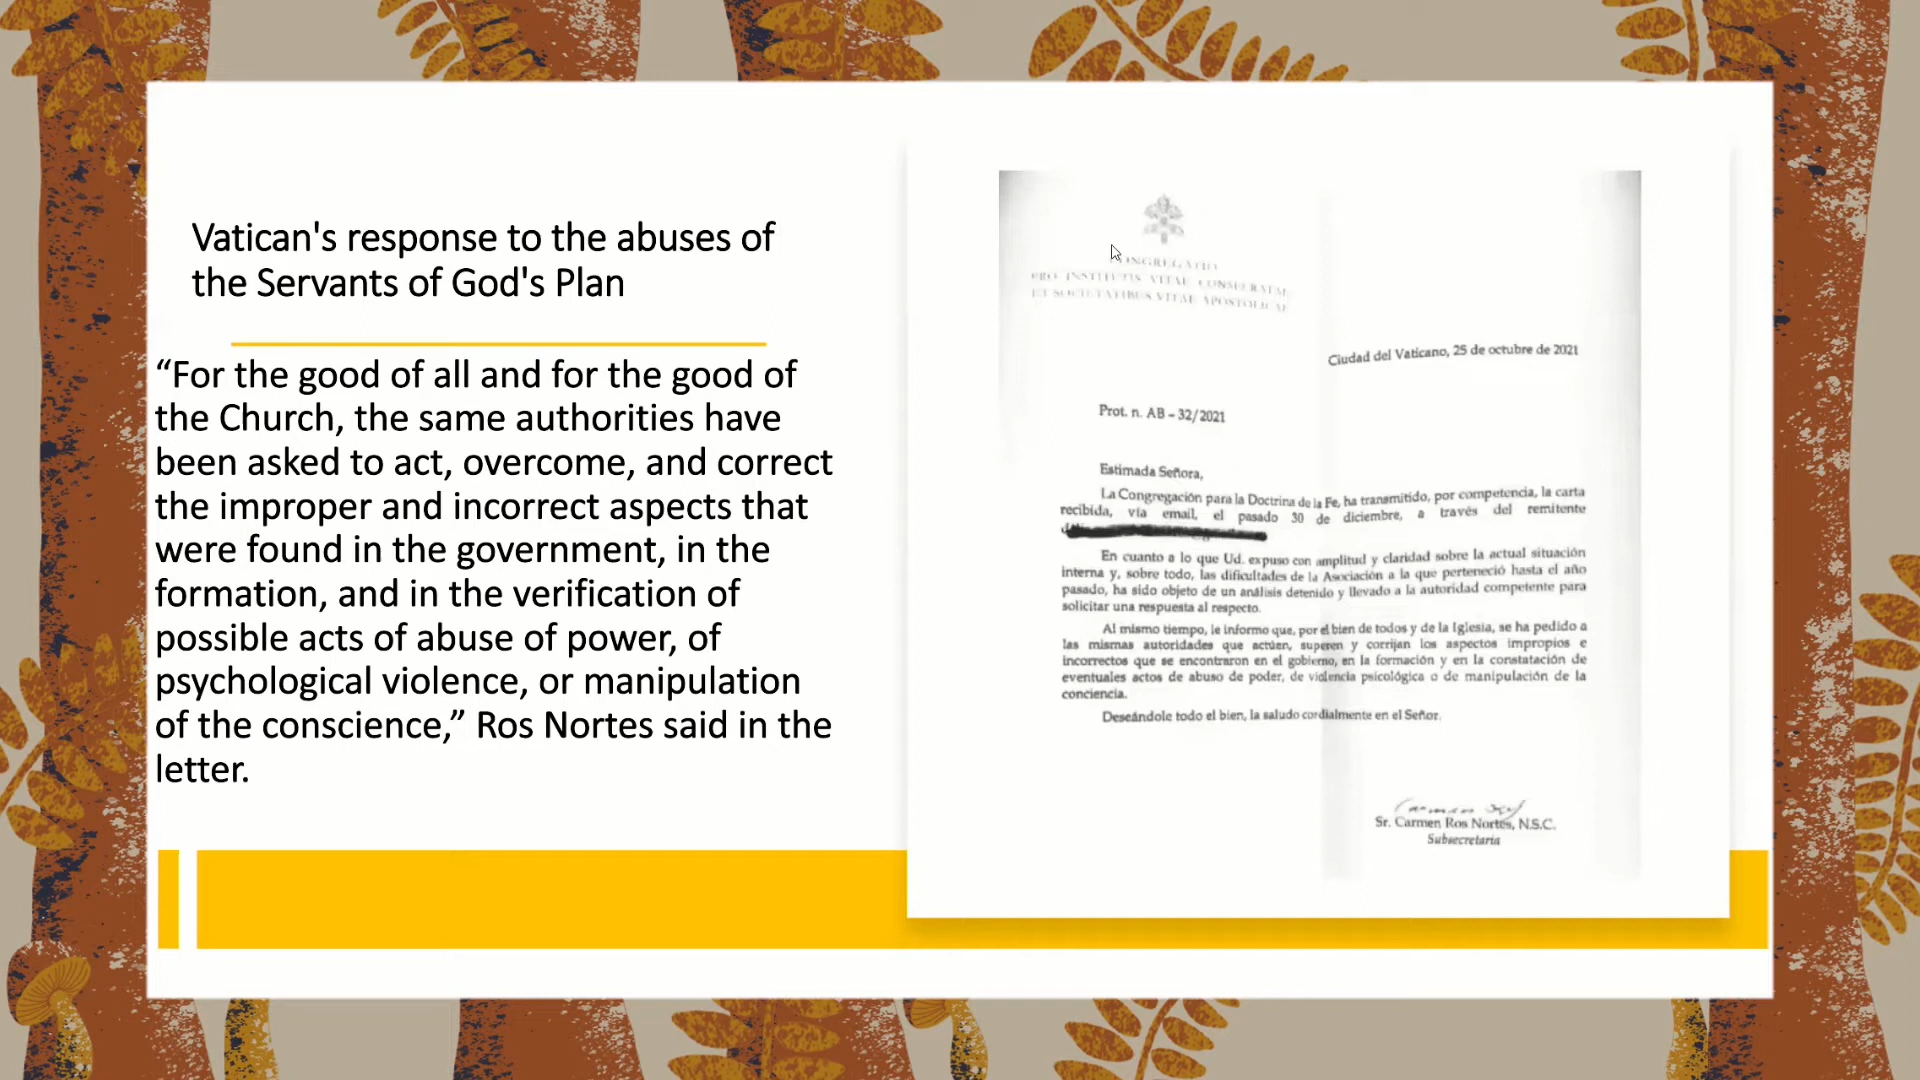 Vatican's response to the abuses of
the Servants of God's Plan
“For the good of all and for the good of
the Church, the same authorities have
been asked to act, overcome, and correct
the improper and incorrect aspects that
were found in the government, in the
formation, and in the verification of
possible acts of abuse of power, of
psychological violence, or manipulation
of the conscience,” Ros Nortes said in the
letter.
CONGREGATIO
PRO INSTITUTIS VITAE CONSECRATAE
ET SOCIETATIBUS VITAE APOSTOLICAE
Ciudad del Vaticano, 25 de octubre de 2021
Prot. n. AB – 32/2021
Estimada Señora,
La Congregación para la Doctrina de la Fe, ha transmitido, por competencia, la carta
recibida, vía email, el pasado 30 de diciembre, a través del remitente
En cuanto a lo que Ud. expuso con amplitud y claridad sobre la actual situación
interna y, sobre todo, las dificultades de la Asociación a la que perteneció hasta el año
pasado, ha sido objeto de un análisis detenido y llevado a la autoridad competente para
solicitar una respuesta al respecto.
Al mismo tiempo, le informo que, por el bien de todos y de la Iglesia, se ha pedido a
las mismas autoridades que actúen, superen y corrijan los aspectos impropios e
incorrectos que se encontraron en el gobierno, en la formación y en la constatación de
eventuales actos de abuso de poder, de violencia psicológica o de manipulación de la
conciencia.
Deseándole todo el bien, la saludo cordialmente en el Señor.
Sr. Carmen Ros Nortes, N.S.C.
Subsecretaria